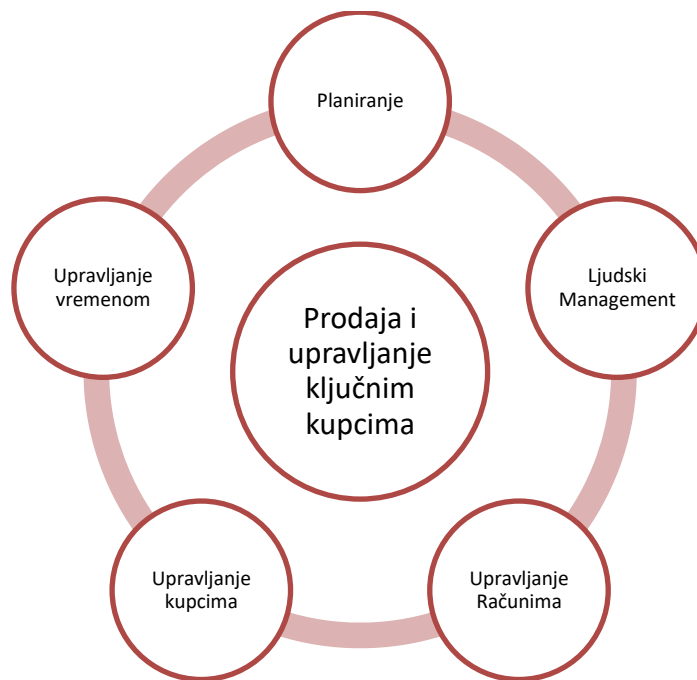 Planiranje
Ljudski
Management
Upravljanje
Računima
Upravljanje
kupcima
Upravljanje
vremenom
Prodaja i
upravljanje
ključnim
kupcima